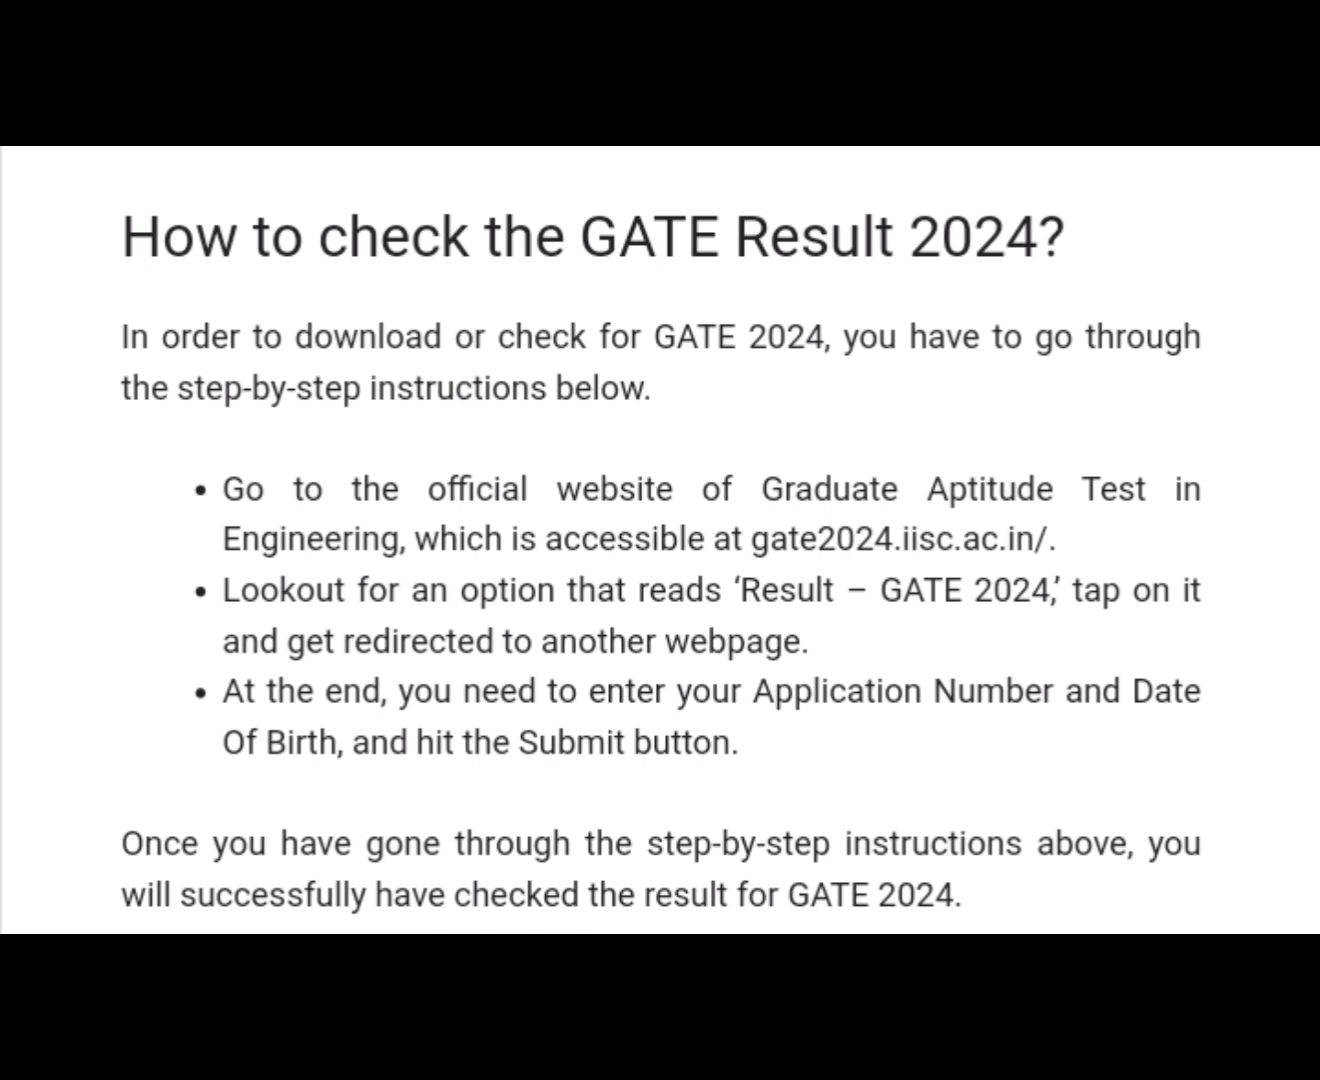 How to check the GATE Result 2024?
In order to download or check for GATE 2024, you have to go through
the step-by-step instructions below.
• Go to the official website of Graduate Aptitude Test in
Engineering, which is accessible at gate2024.iisc.ac.in/.
• Lookout for an option that reads ‘Result – GATE 2024,’ tap on it
and get redirected to another webpage.
• At the end, you need to enter your Application Number and Date
Of Birth, and hit the Submit button.
Once you have gone through the step-by-step instructions above, you
will successfully have checked the result for GATE 2024.